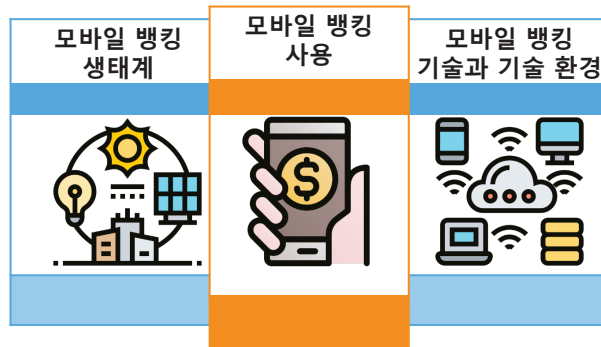 모바일 뱅킹
생태계
모바일 뱅킹
사용
모바일 뱅킹
기술과 기술 환경
$